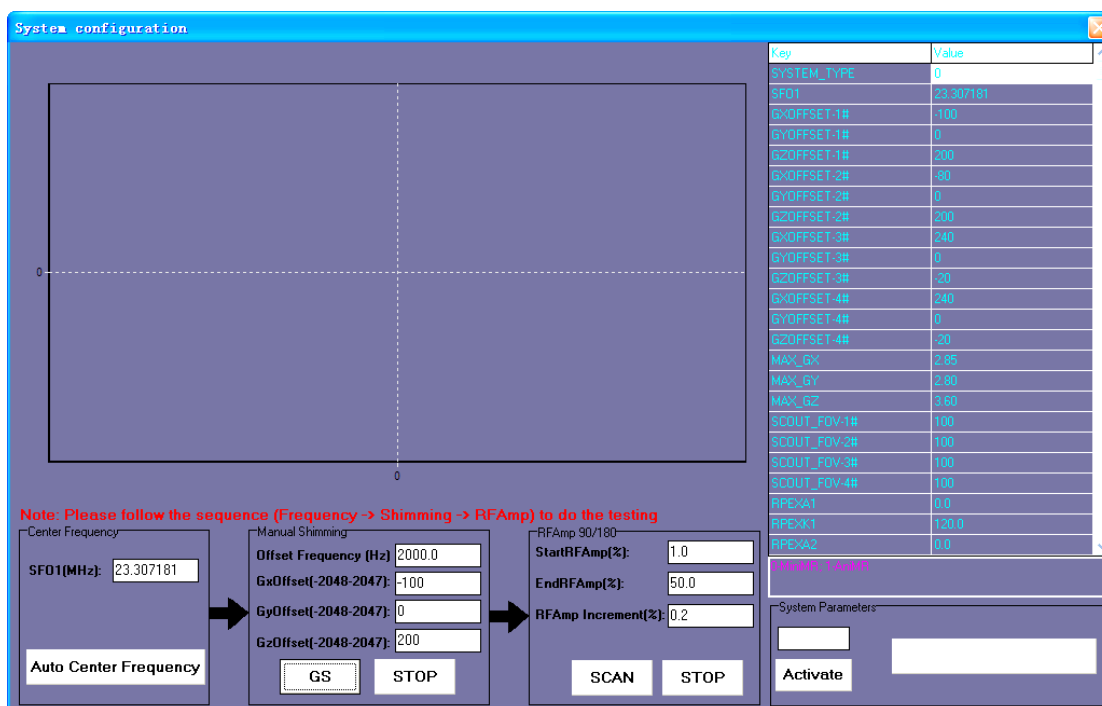 System configuration
Key Value
SYSTEM_TYPE 0
SFO1 23.307181
GXOFFSET-1# -100
GYOFFSET-1# 0
GZOFFSET-1# 200
GXOFFSET-2# -80
GYOFFSET-2# 0
GZOFFSET-2# 200
GXOFFSET-3# 240
GYOFFSET-3# 0
GZOFFSET-3# -20
GXOFFSET-4# 240
GYOFFSET-4# 0
GZOFFSET-4# -20
MAX_GX 2.85
MAX_GY 2.80
MAX_GZ 3.60
SCOUT_FOV-1# 100
SCOUT_FOV-2# 100
SCOUT_FOV-3# 100
SCOUT_FOV-4# 100
RPEXA1 0.0
RPEXK1 120.0
RPEXA2 0.0
0-MiniMR; 1-AniMR
0
0
Note: Please follow the sequence (Frequency -> Shimming -> RFAmp) to do the testing
Center Frequency
SFO1(MHz): 23.307181
Auto Center Frequency
Manual Shimming
Offset Frequency (Hz) 2000.0
GxOffset(-2048-2047): -100
GyOffset(-2048-2047): 0
GzOffset(-2048-2047): 200
GS STOP
RFAmp 90/180
StartRFAmp(%): 1.0
EndRFAmp(%): 50.0
RFAmp Increment(%): 0.2
SCAN STOP
System Parameters
Activate